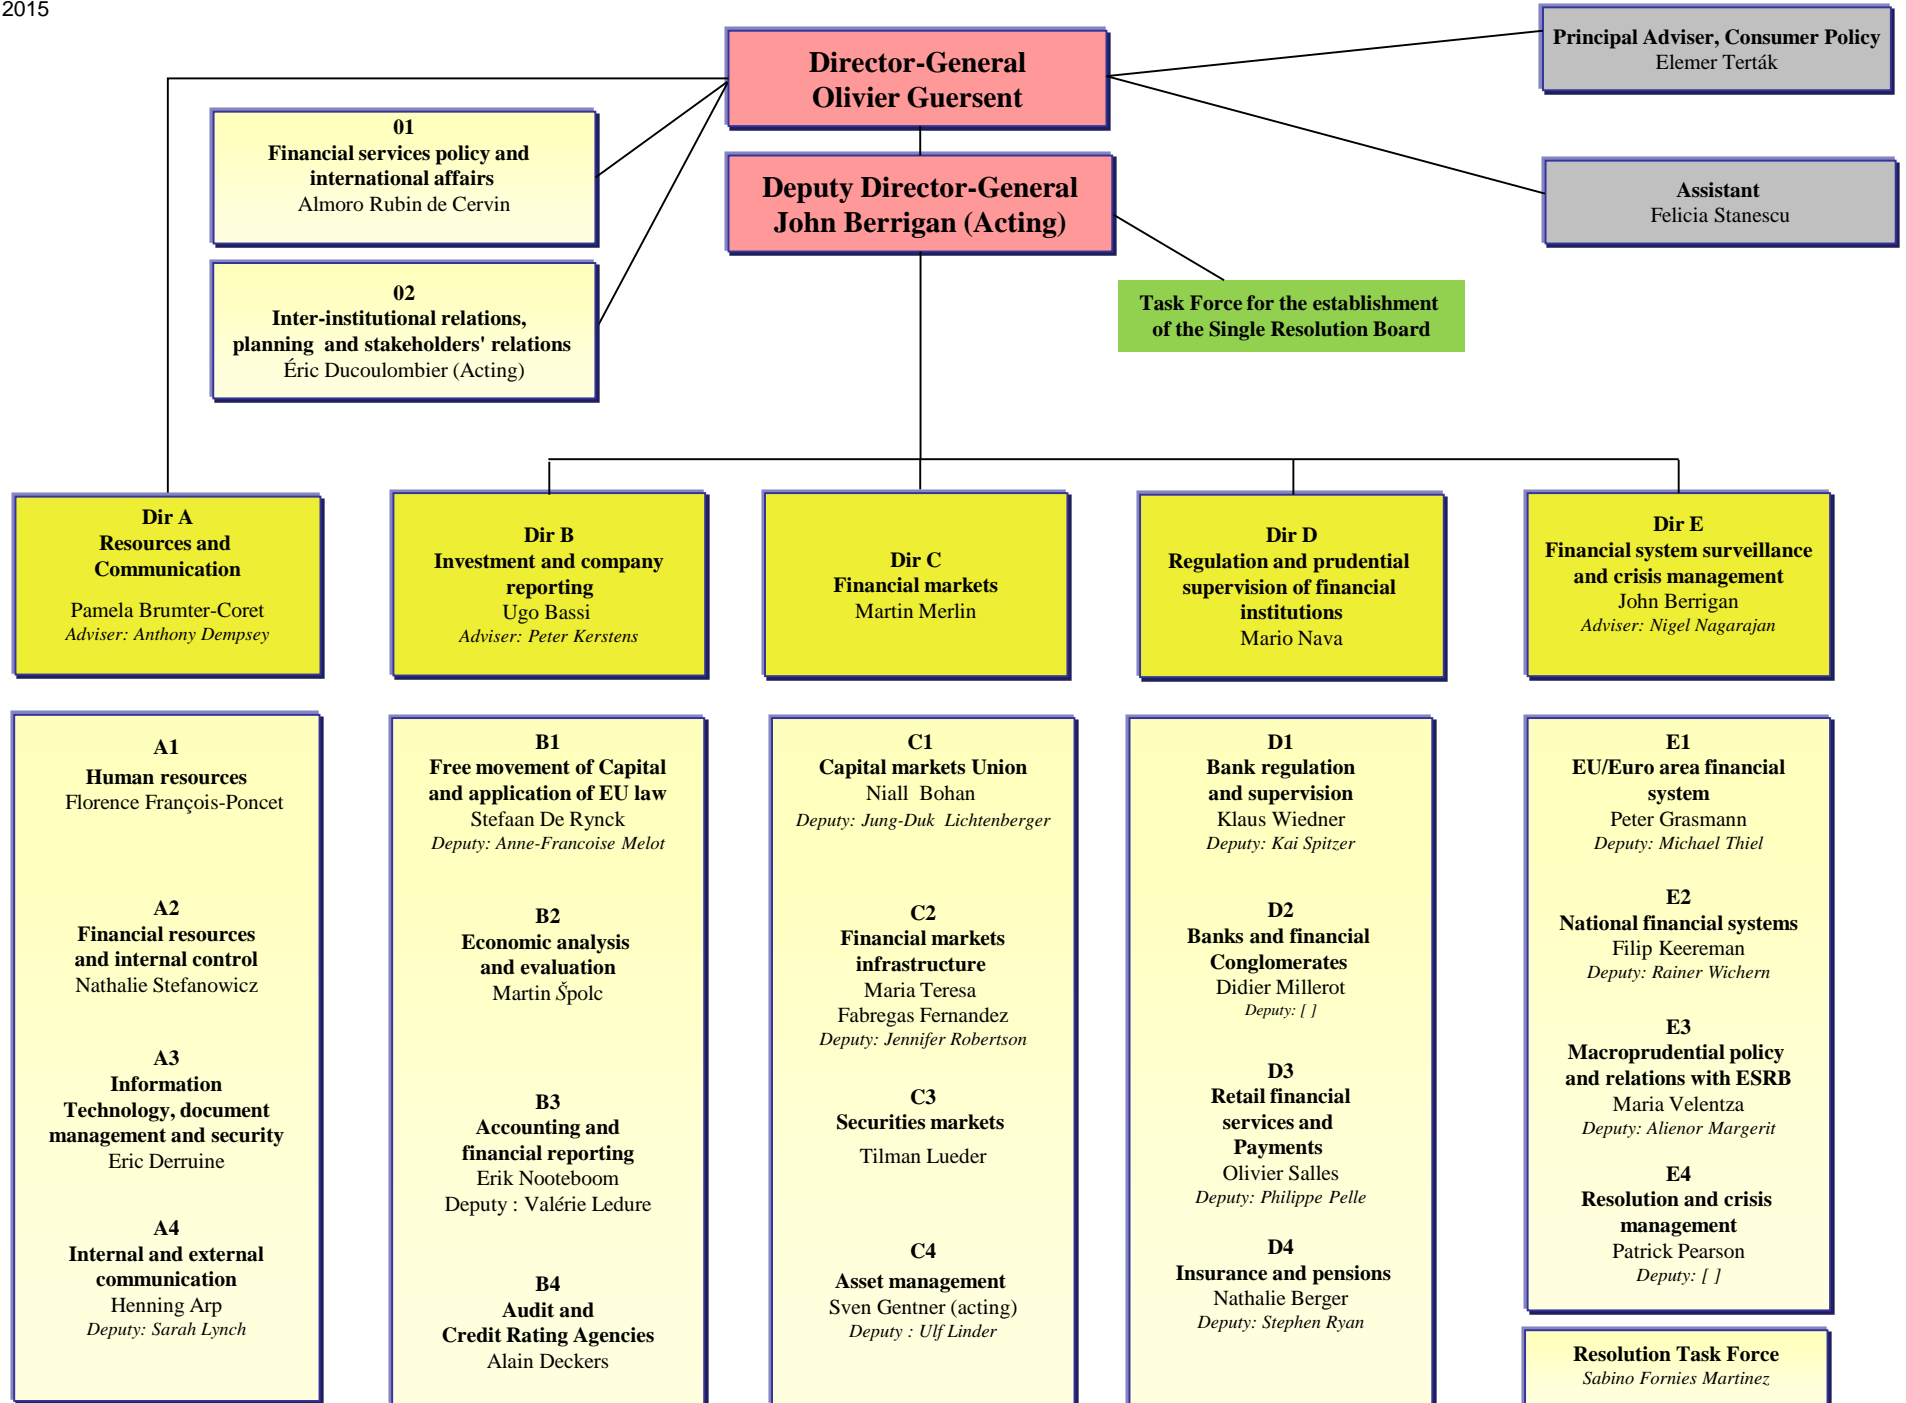 2015
Director-General
Olivier Guersent
Principal Adviser, Consumer Policy
Elemer Terták
01
Financial services policy and
international affairs
Almoro Rubin de Cervin
Deputy Director-General
John Berrigan (Acting)
Assistant
Felicia Stanescu
02
Inter-institutional relations,
planning and stakeholders' relations
Éric Ducoulombier (Acting)
Task Force for the establishment
of the Single Resolution Board
Dir A
Resources and
Communication
Pamela Brumter-Coret
Adviser: Anthony Dempsey
Dir B
Investment and company
reporting
Ugo Bassi
Adviser: Peter Kerstens
Dir C
Financial markets
Martin Merlin
Dir D
Regulation and prudential
supervision of financial
institutions
Mario Nava
Dir E
Financial system surveillance
and crisis management
John Berrigan
Adviser: Nigel Nagarajan
A1
Human resources
Florence François-Poncet
A2
Financial resources
and internal control
Nathalie Stefanowicz
A3
Information
Technology, document
management and security
Eric Derruine
A4
Internal and external
communication
Henning Arp
Deputy: Sarah Lynch
B1
Free movement of Capital
and application of EU law
Stefaan De Rynck
Deputy: Anne-Francoise Melot
B2
Economic analysis
and evaluation
Martin Špolc
B3
Accounting and
financial reporting
Erik Nooteboom
Deputy : Valérie Ledure
B4
Audit and
Credit Rating Agencies
Alain Deckers
C1
Capital markets Union
Niall Bohan
Deputy: Jung-Duk Lichtenberger
C2
Financial markets
infrastructure
Maria Teresa
Fabregas Fernandez
Deputy: Jennifer Robertson
C3
Securities markets
Tilman Lueder
C4
Asset management
Sven Gentner (acting)
Deputy : Ulf Linder
D1
Bank regulation
and supervision
Klaus Wiedner
Deputy: Kai Spitzer
D2
Banks and financial
Conglomerates
Didier Millerot
Deputy: [ ]
D3
Retail financial
services and
Payments
Olivier Salles
Deputy: Philippe Pelle
D4
Insurance and pensions
Nathalie Berger
Deputy: Stephen Ryan
E1
EU/Euro area financial
system
Peter Grasmann
Deputy: Michael Thiel
E2
National financial systems
Filip Keereman
Deputy: Rainer Wichern
E3
Macroprudential policy
and relations with ESRB
Maria Velentza
Deputy: Alienor Margerit
E4
Resolution and crisis
management
Patrick Pearson
Deputy: [ ]
Resolution Task Force
Sabino Fornies Martinez